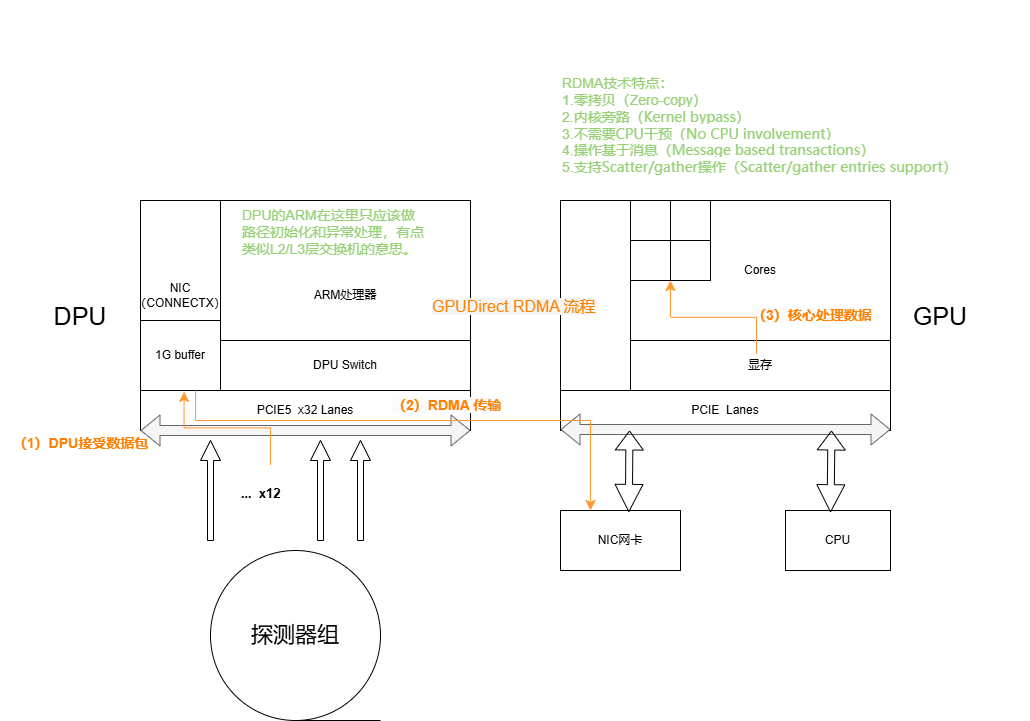 RDMA技术特点：
1.零拷贝（Zero-copy）
2.内核旁路（Kernel bypass）
3.不需要CPU干预（No CPU involvement）
4.操作基于消息（Message based transactions）
5.支持Scatter/gather操作（Scatter/gather entries support）
DPU的ARM在这里只应该做
路径初始化和异常处理，有点
类似L2/L3层交换机的意思。
NIC
(CONNECTX)
ARM处理器
DPU
1G buffer
DPU Switch
PCIE5 x32 Lanes
GPUDirect RDMA 流程
Cores
（3）核心处理数据
GPU
显存
PCIE Lanes
（2）RDMA 传输
（1）DPU接受数据包
... x12
NIC网卡
CPU
探测器组